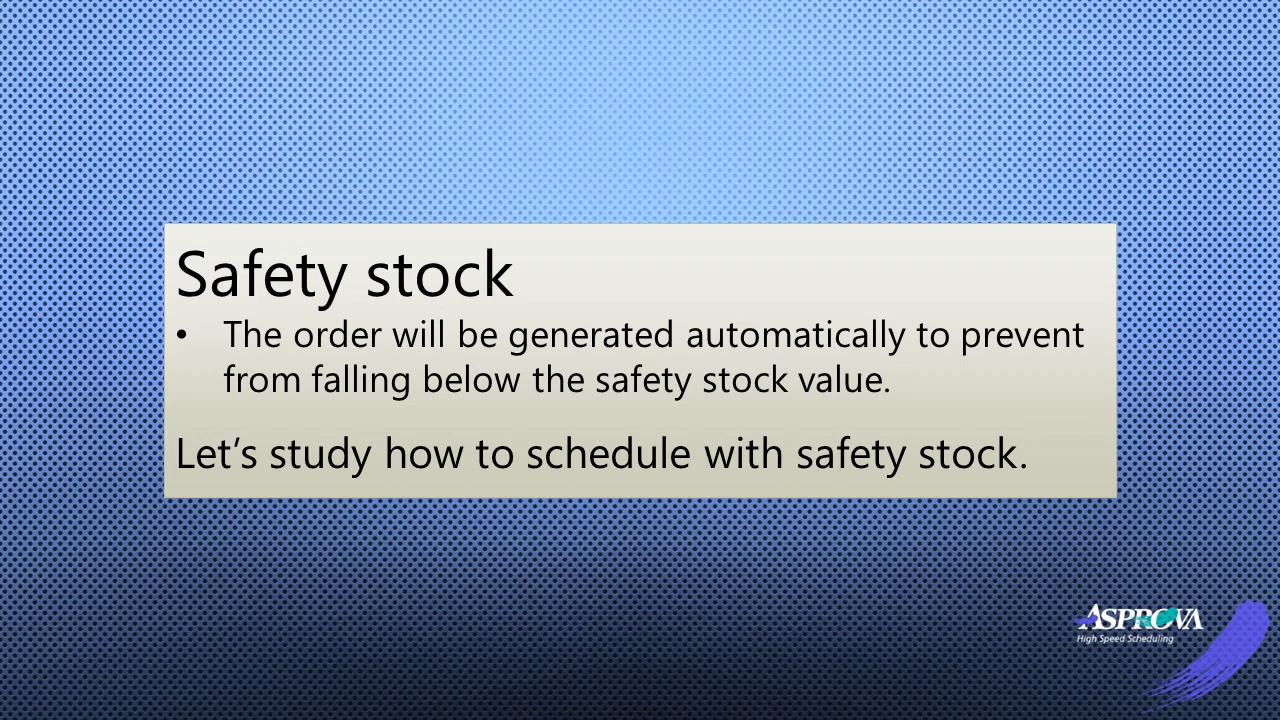 Safety stock
• The order will be generated automatically to prevent
from falling below the safety stock value.
Let’s study how to schedule with safety stock.
ASPROVA
High Speed Scheduling